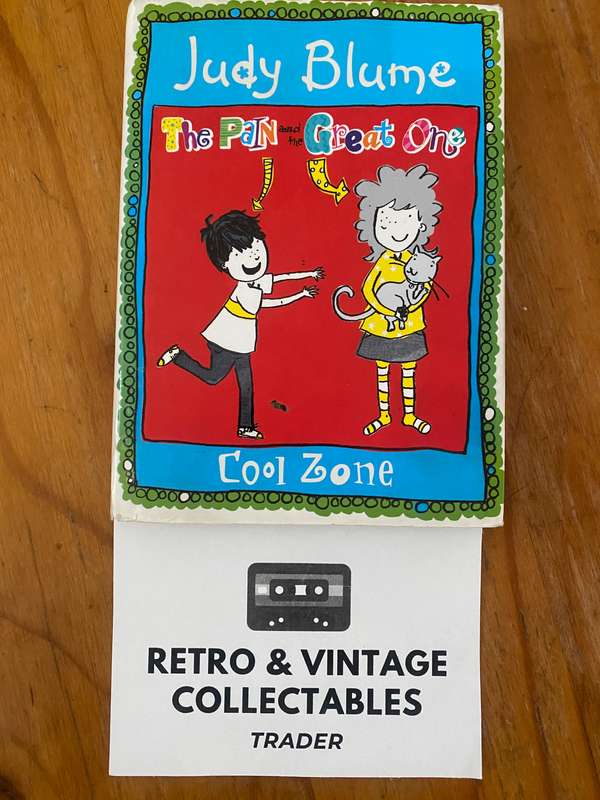 Judy Blume
The PaIN and the Great One
Cool Zone
RETRO & VINTAGE
COLLECTABLES
TRADER